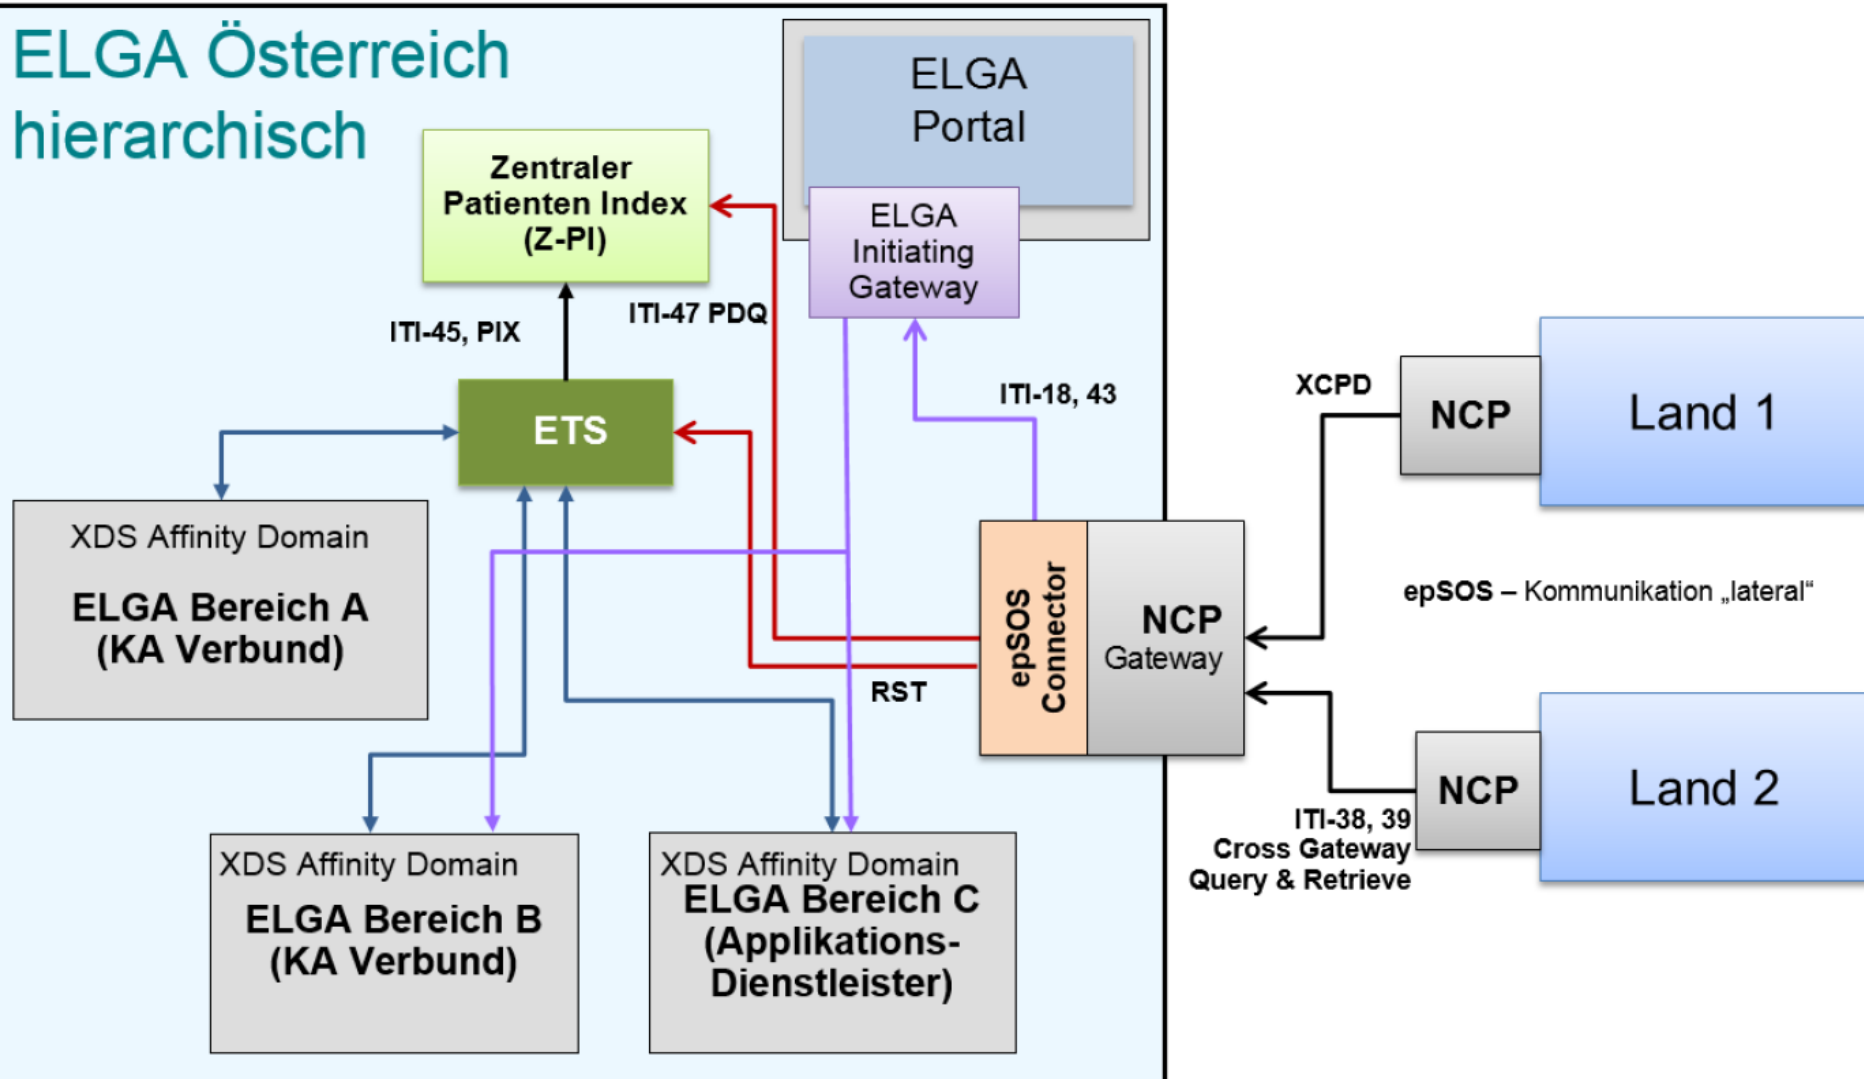 ELGA Österreich
hierarchisch
ELGA
Portal
Zentraler
Patienten Index
(Z-PI)
ELGA
Initiating
Gateway
ITI-45, PIX
ITI-47 PDQ
ITI-18, 43
ETS
XCPD
NCP
Land 1
XDS Affinity Domain
ELGA Bereich A
(KA Verbund)
epSOS
Connector
NCP
Gateway
epSOS – Kommunikation „lateral“
RST
NCP
Land 2
ITI-38, 39
Cross Gateway
Query & Retrieve
XDS Affinity Domain
ELGA Bereich B
(KA Verbund)
XDS Affinity Domain
ELGA Bereich C
(Applikations-
Dienstleister)